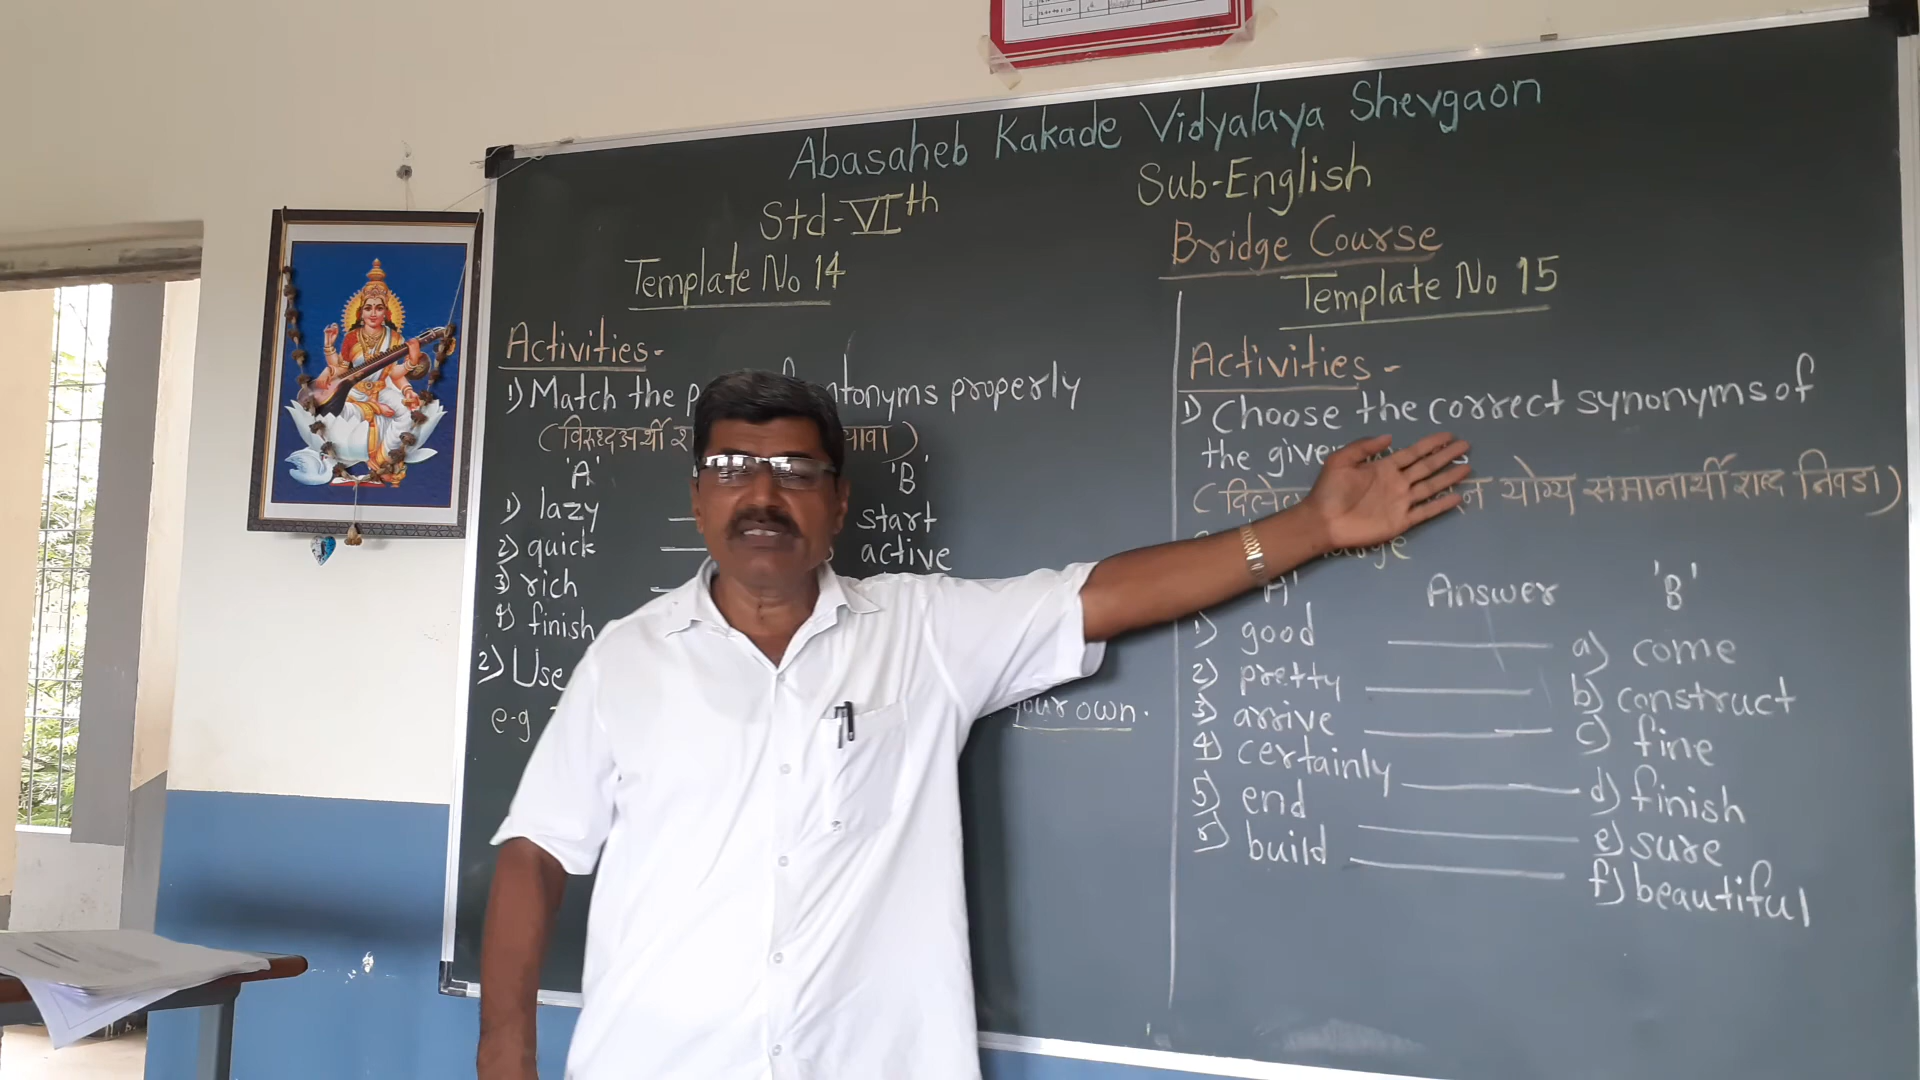 Abasaheb Kakade Vidyalaya Shevgaon
Std-VIth
Sub-English
Bridge Course
Template No 14
Activities-
1) Match the ntonyms properly
(विरुध्दअर्थी
'A'
'B'
1) lazy
start
2) quick
active
3) rich
4) finish
2) Use
your own.
e-g
Template No 15
Activities-
1) Choose the correct synonyms of
the given
योग्य समानार्थी शब्द निवडा)
'A' Answer 'B'
1) good a) come
2) pretty b) construct
3) arrive c) fine
4) certainly d) finish
5) end e) sure
6) build f) beautiful